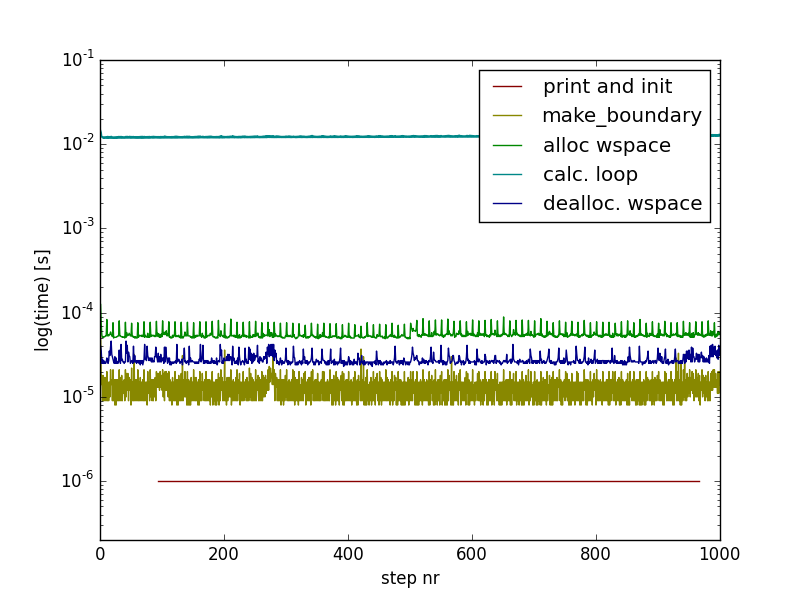 10^-1
10^-2
10^-3
10^-4
10^-5
10^-6
log(time) [s]
print and init
make_boundary
alloc wspace
calc. loop
dealloc. wspace
0 200 400 600 800 1000
step nr